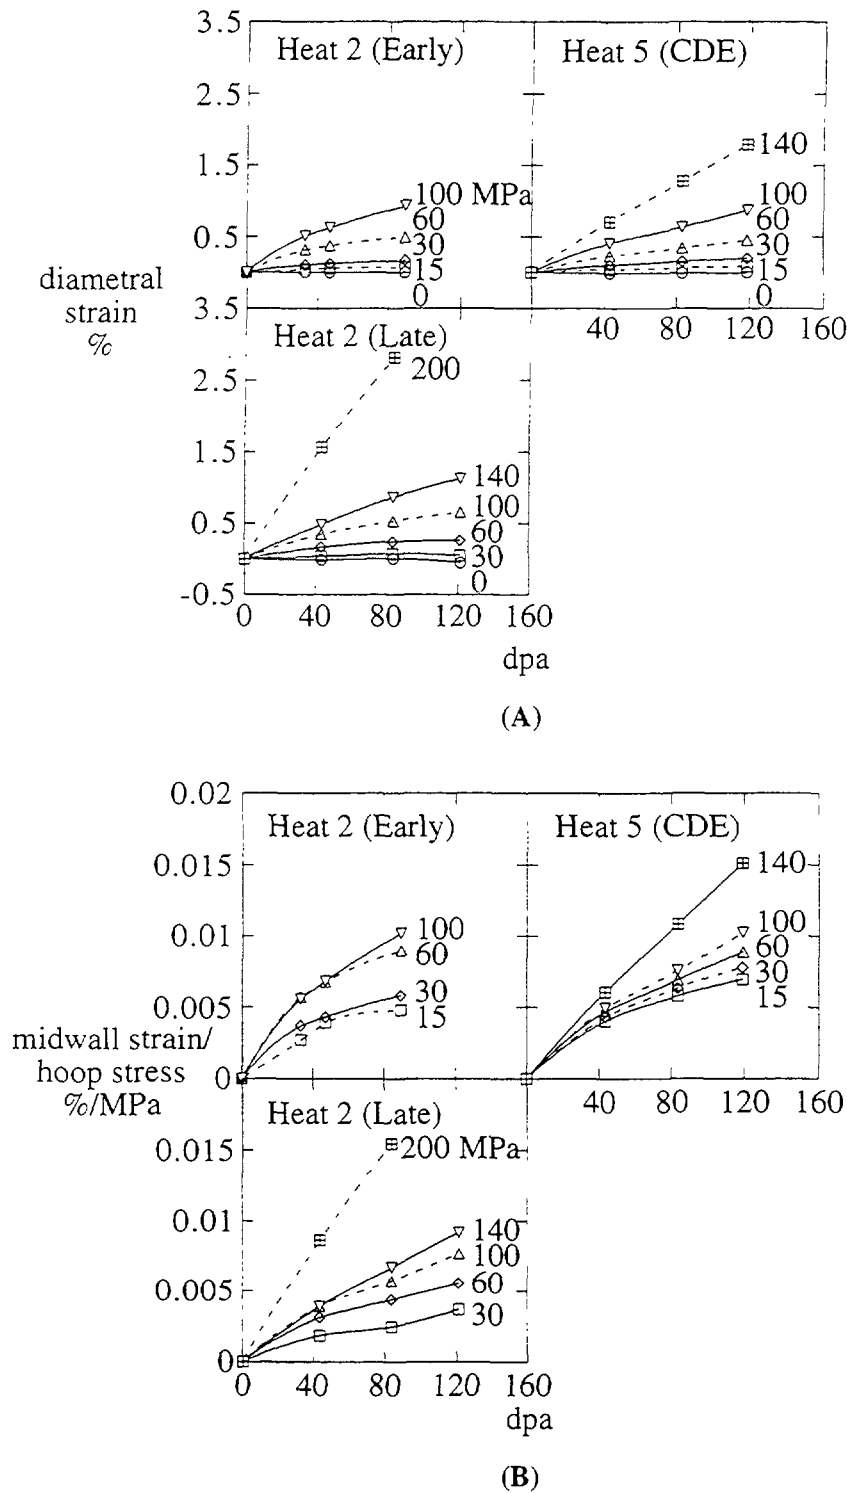 3.5
Heat 2 (Early)
Heat 5 (CDE)
2.5
140
1.5
100 MPa
100
60
60
0.5
30
30
15
15
0
0
diametral
strain
%
3.5
40 80 120 160
Heat 2 (Late)
200
2.5
1.5
140
100
0.5
60
30
0
-0.5
0 40 80 120 160
dpa
(A)
0.02
Heat 2 (Early)
Heat 5 (CDE)
0.015
140
0.01
100
100
60
60
30
30
0.005
15
15
midwall strain/
hoop stress
%/MPa
0
40 80 120 160
Heat 2 (Late)
0.015
200 MPa
0.01
140
100
0.005
60
30
0
0 40 80 120 160
dpa
(B)